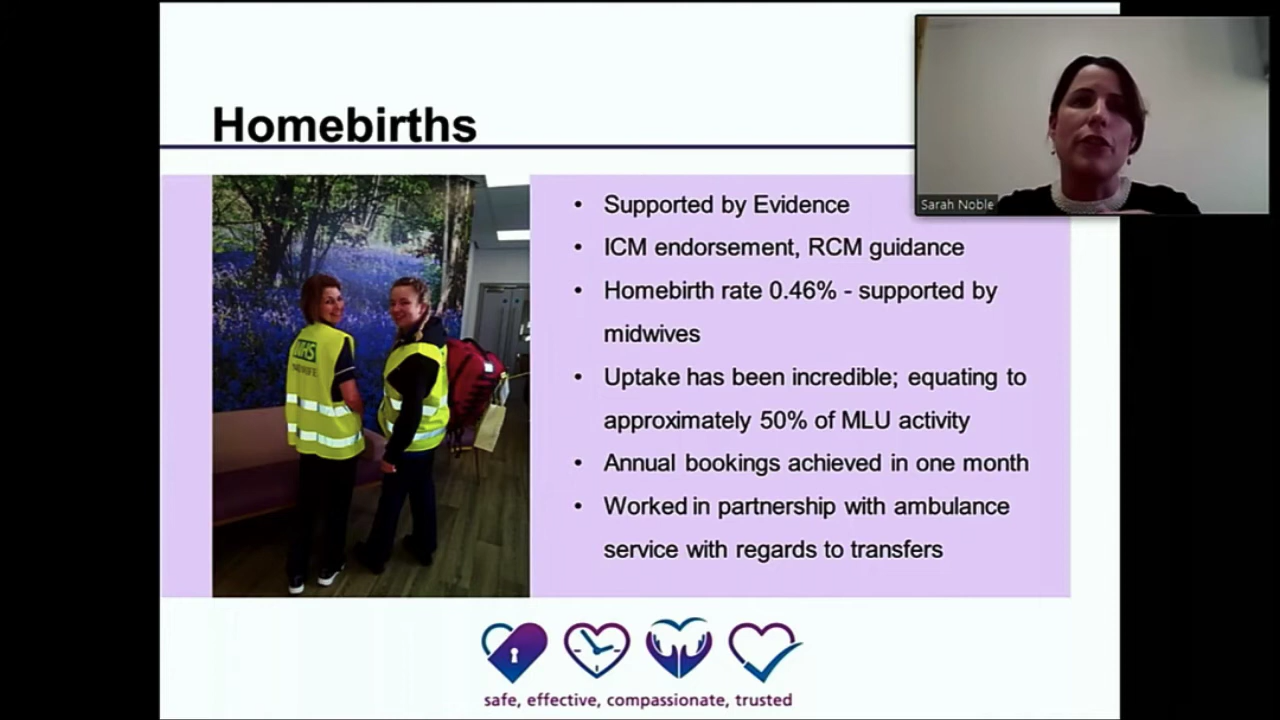 Homebirths
Sarah Noble
• Supported by Evidence
• ICM endorsement, RCM guidance
• Homebirth rate 0.46% - supported by
midwives
• Uptake has been incredible; equating to
approximately 50% of MLU activity
• Annual bookings achieved in one month
• Worked in partnership with ambulance
service with regards to transfers
NHS
safe, effective, compassionate, trusted